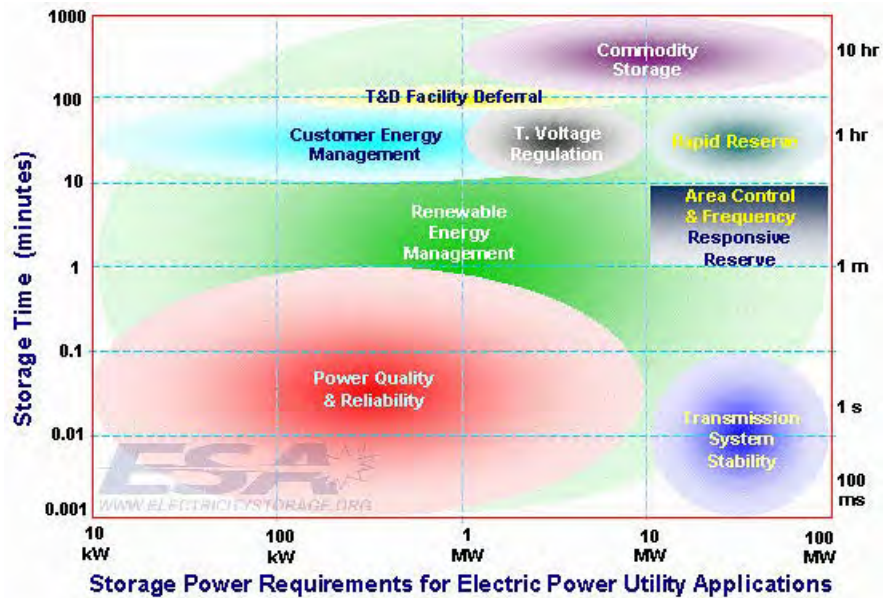 1000
100
10
1
0.1
0.01
0.001
Storage Time (minutes)
Commodity
Storage
T&D Facility Deferral
Customer Energy
Management
T. Voltage
Regulation
Rapid Reserve
Renewable
Energy
Management
Area Control
& Frequency
Responsive
Reserve
Power Quality
& Reliability
Transmission
System
Stability
ESA
WWW.ELECTRICITYSTORAGE.ORG
10 hr
1 hr
1 m
1 s
100
ms
10
kW
100
kW
1
MW
10
MW
100
MW
Storage Power Requirements for Electric Power Utility Applications